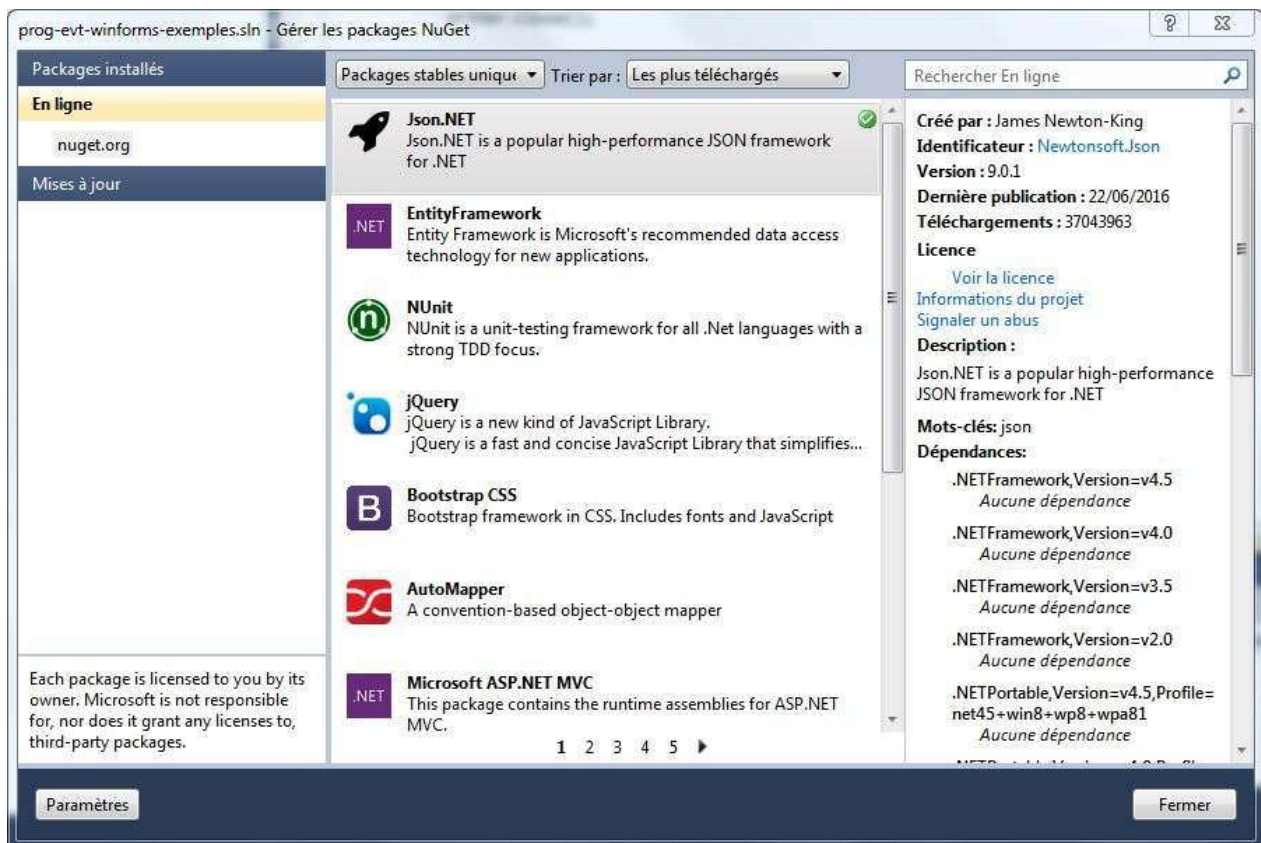 prog-evt-winforms-exemples.sln - Gérer les packages NuGet
Packages installés
En ligne
nuget.org
Mises à jour
Each package is licensed to you by its
owner. Microsoft is not responsible
for, nor does it grant any licenses to,
third-party packages.
Packages stables unique
Trier par :
Les plus téléchargés
Json.NET
Json.NET is a popular high-performance JSON framework
for .NET
.NET
EntityFramework
Entity Framework is Microsoft's recommended data access
technology for new applications.
n
NUnit
NUnit is a unit-testing framework for all .Net languages with a
strong TDD focus.
jQuery
jQuery is a new kind of JavaScript Library.
jQuery is a fast and concise JavaScript Library that simplifies...
B
Bootstrap CSS
Bootstrap framework in CSS. Includes fonts and JavaScript
AutoMapper
A convention-based object-object mapper
.NET
Microsoft ASP.NET MVC
This package contains the runtime assemblies for ASP.NET
MVC.
1 2 3 4 5
Rechercher En ligne
Créé par : James Newton-King
Identificateur : Newtonsoft.Json
Version : 9.0.1
Dernière publication : 22/06/2016
Téléchargements : 37043963
Licence
Voir la licence
Informations du projet
Signaler un abus
Description :
Json.NET is a popular high-performance
JSON framework for .NET
Mots-clés: json
Dépendances:
.NETFramework,Version=v4.5
Aucune dépendance
.NETFramework,Version=v4.0
Aucune dépendance
.NETFramework,Version=v3.5
Aucune dépendance
.NETFramework,Version=v2.0
Aucune dépendance
.NETPortable,Version=v4.5,Profile=
net45+win8+wp8+wpa81
Aucune dépendance
Paramètres
Fermer